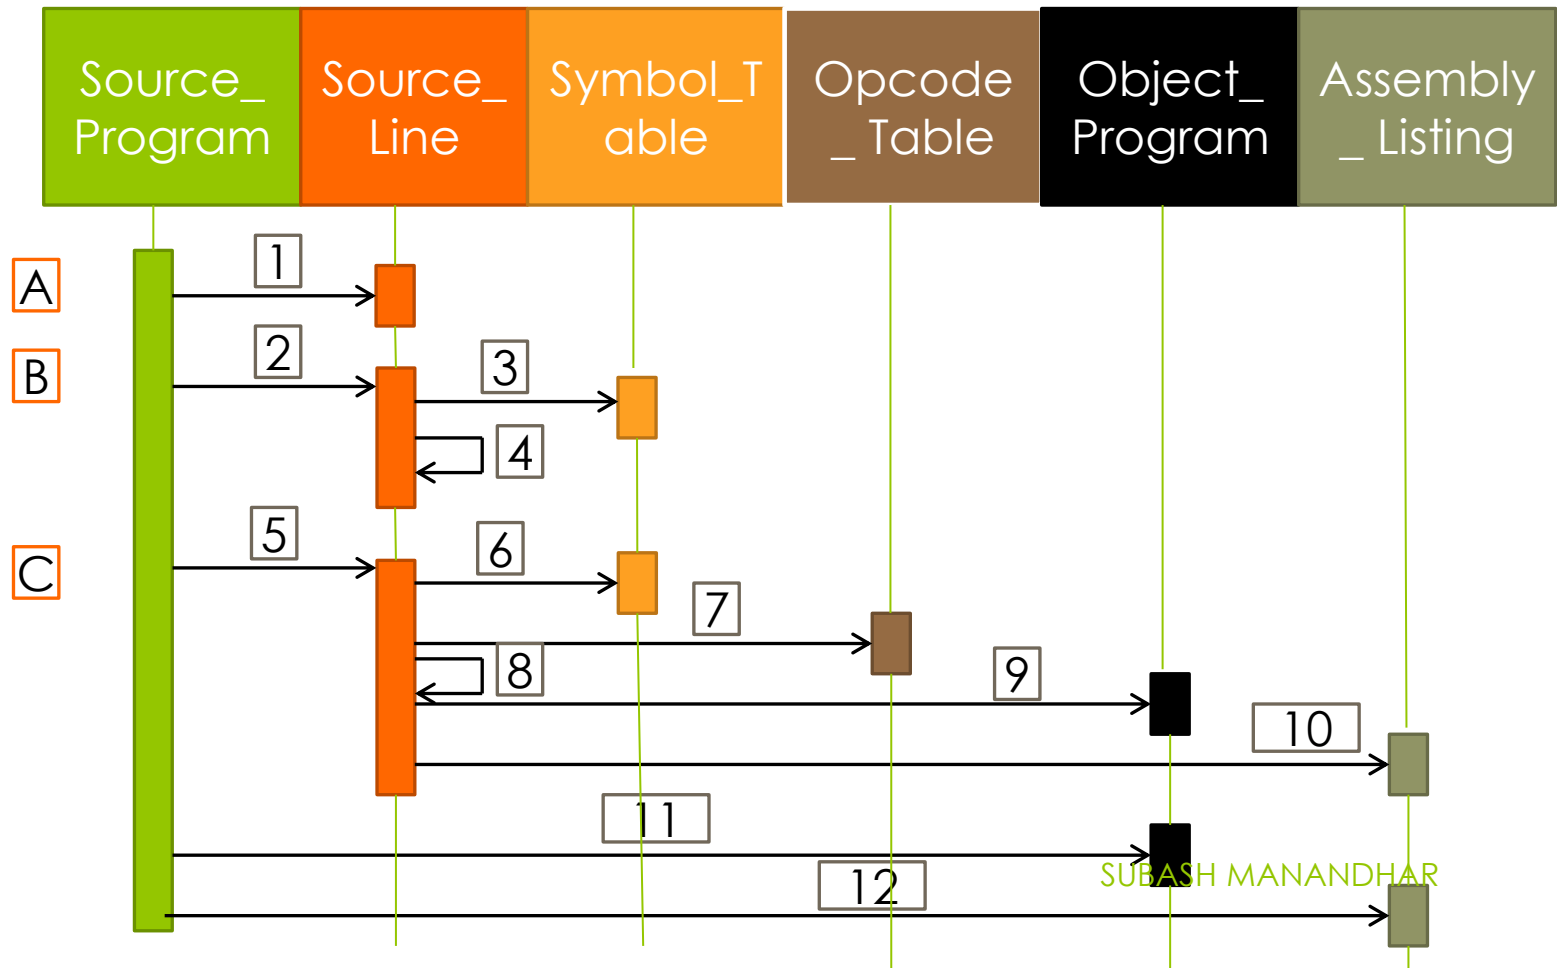 Source_
Program
Source_
Line
Symbol_T
able
Opcode
_ Table
Object_
Program
Assembly
_ Listing
1
A
2
B
3
4
5
6
C
7
8
9
10
11
12
SUBASH MANANDHAR